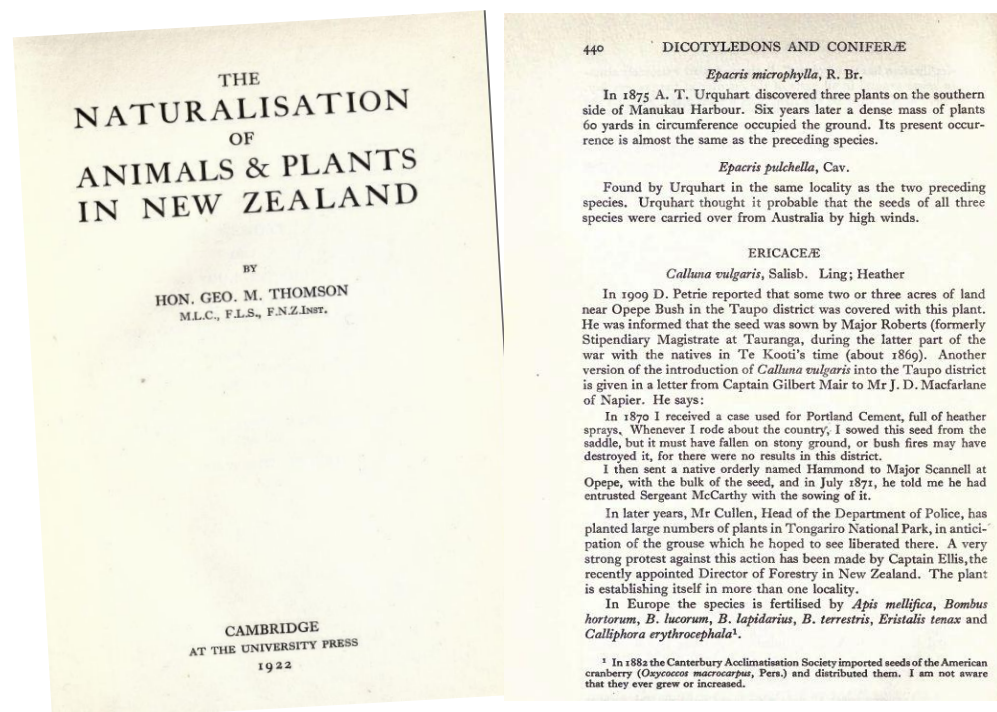 THE
NATURALISATION
OF
ANIMALS & PLANTS
IN NEW ZEALAND
BY
HON. GEO. M. THOMSON
M.L.C., F.L.S., F.N.Z.INST.
CAMBRIDGE
AT THE UNIVERSITY PRESS
1922
440 DICOTYLEDONS AND CONIFERÆ
Epacris microphylla, R. Br.
In 1875 A. T. Urquhart discovered three plants on the southern
side of Manukau Harbour. Six years later a dense mass of plants
60 yards in circumference occupied the ground. Its present occur-
rence is almost the same as the preceding species.
Epacris pulchella, Cav.
Found by Urquhart in the same locality as the two preceding
species. Urquhart thought it probable that the seeds of all three
species were carried over from Australia by high winds.
ERICACEÆ
Calluna vulgaris, Salisb. Ling; Heather
In 1909 D. Petrie reported that some two or three acres of land
near Opepe Bush in the Taupo district was covered with this plant.
He was informed that the seed was sown by Major Roberts (formerly
Stipendiary Magistrate at Tauranga, during the latter part of the
war with the natives in Te Kooti's time (about 1869). Another
version of the introduction of Calluna vulgaris into the Taupo district
is given in a letter from Captain Gilbert Mair to Mr J. D. Macfarlane
of Napier. He says:
In 1870 I received a case used for Portland Cement, full of heather
sprays. Whenever I rode about the country, I sowed this seed from the
saddle, but it must have fallen on stony ground, or bush fires may have
destroyed it, for there were no results in this district.
I then sent a native orderly named Hammond to Major Scannell at
Opepe, with the bulk of the seed, and in July 1871, he told me he had
entrusted Sergeant McCarthy with the sowing of it.
In later years, Mr Cullen, Head of the Department of Police, has
planted large numbers of plants in Tongariro National Park, in antici-
pation of the grouse which he hoped to see liberated there. A very
strong protest against this action has been made by Captain Ellis, the
recently appointed Director of Forestry in New Zealand. The plant
is establishing itself in more than one locality.
In Europe the species is fertilised by Apis mellifica, Bombus
hortorum, B. lucorum, B. lapidarius, B. terrestris, Eristalis tenax and
Calliphora erythrocephala¹.
¹ In 1882 the Canterbury Acclimatisation Society imported seeds of the American
cranberry (Oxycoccos macrocarpus, Pers.) and distributed them. I am not aware
that they ever grew or increased.